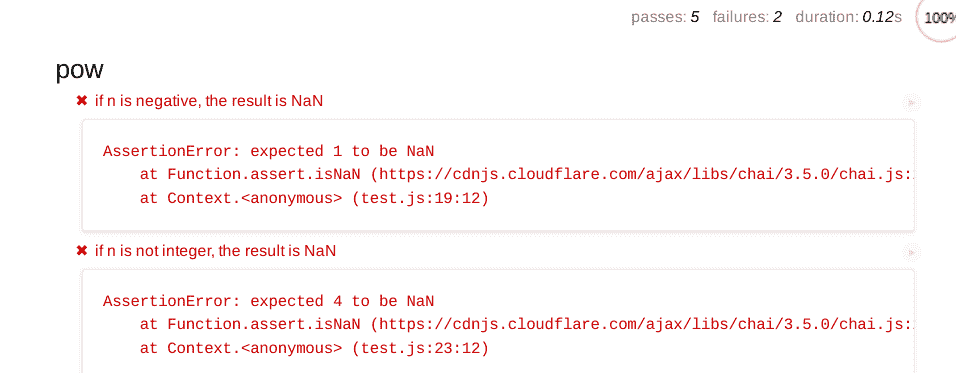 passes: 5 failures: 2 duration: 0.12s 100%
pow
✖ if n is negative, the result is NaN
AssertionError: expected 1 to be NaN
at Function.assert.isNaN (https://cdnjs.cloudflare.com/ajax/libs/chai/3.5.0/chai.js:
at Context.<anonymous> (test.js:19:12)
✖ if n is not integer, the result is NaN
AssertionError: expected 4 to be NaN
at Function.assert.isNaN (https://cdnjs.cloudflare.com/ajax/libs/chai/3.5.0/chai.js:
at Context.<anonymous> (test.js:23:12)